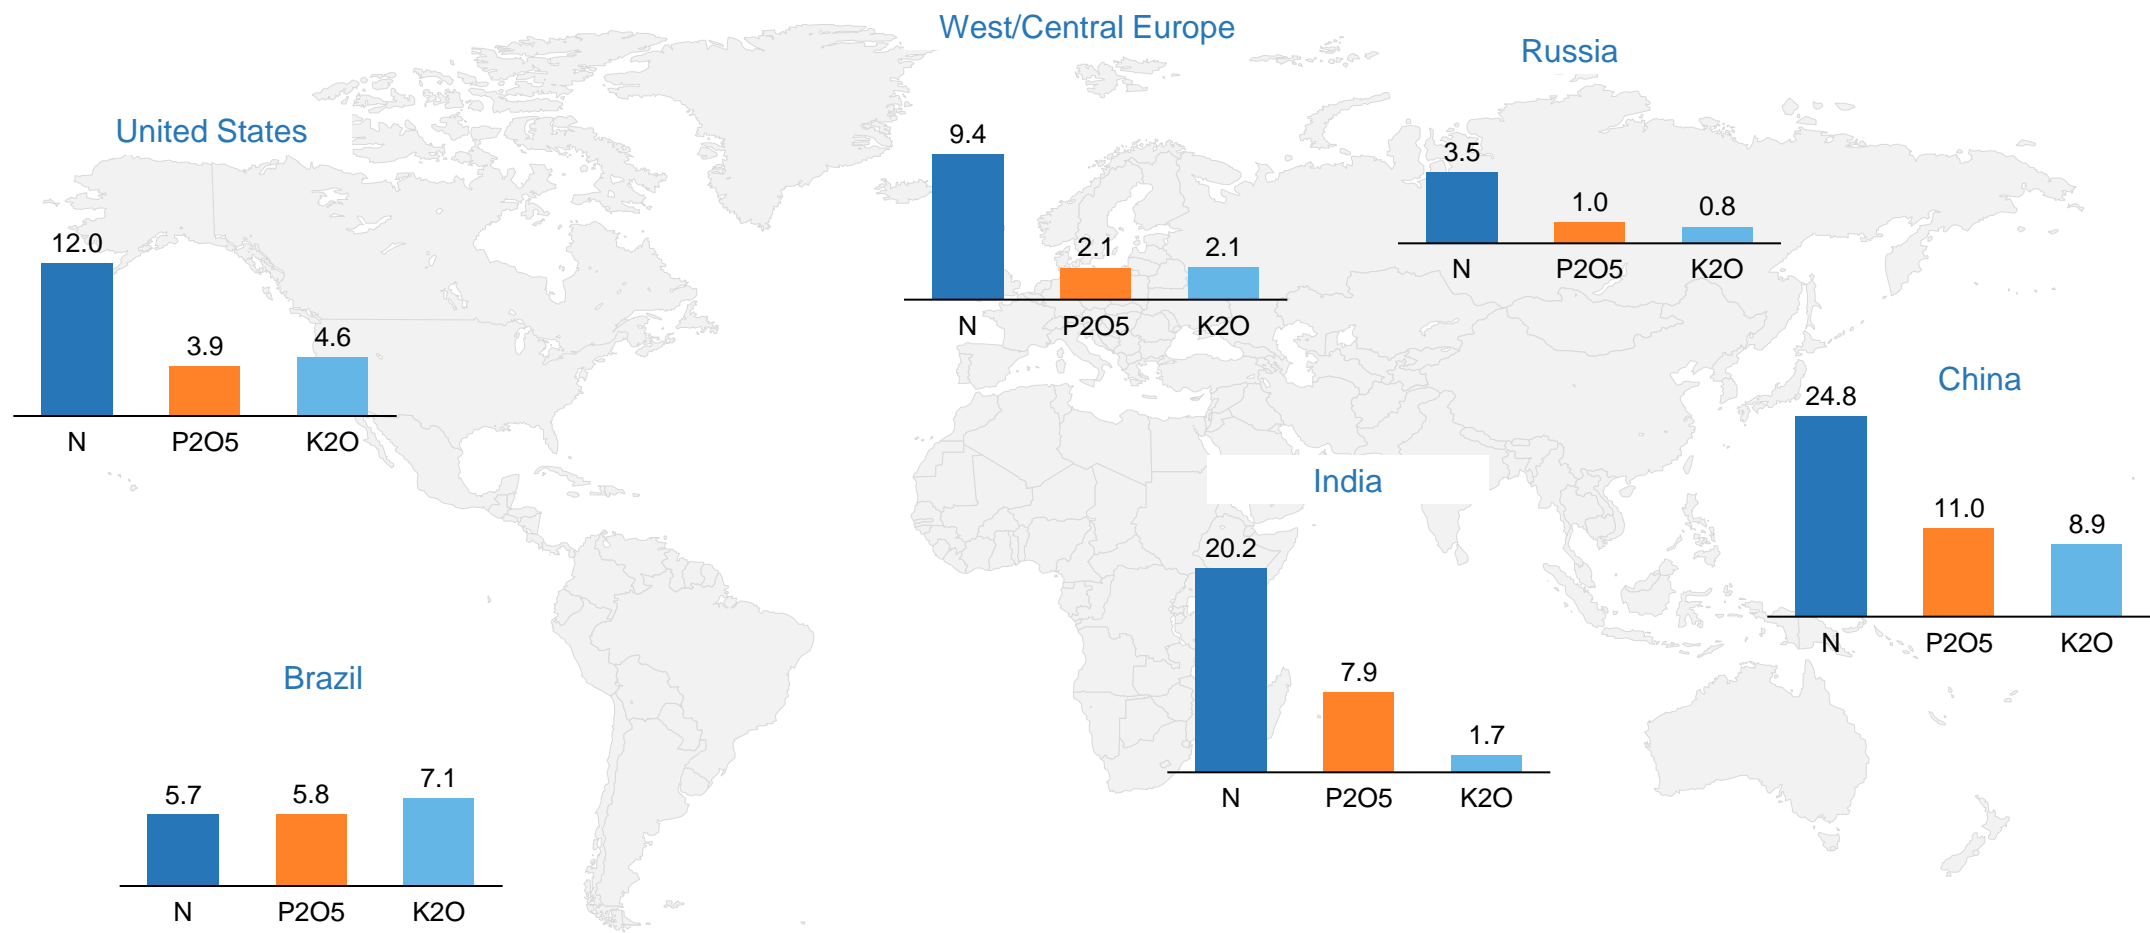 West/Central Europe
9.4
2.1
2.1
N P2O5 K2O
Russia
3.5
1.0
0.8
N P2O5 K2O
United States
12.0
3.9
4.6
N P2O5 K2O
China
24.8
11.0
8.9
N P2O5 K2O
India
20.2
7.9
1.7
N P2O5 K2O
Brazil
5.7
5.8
7.1
N P2O5 K2O